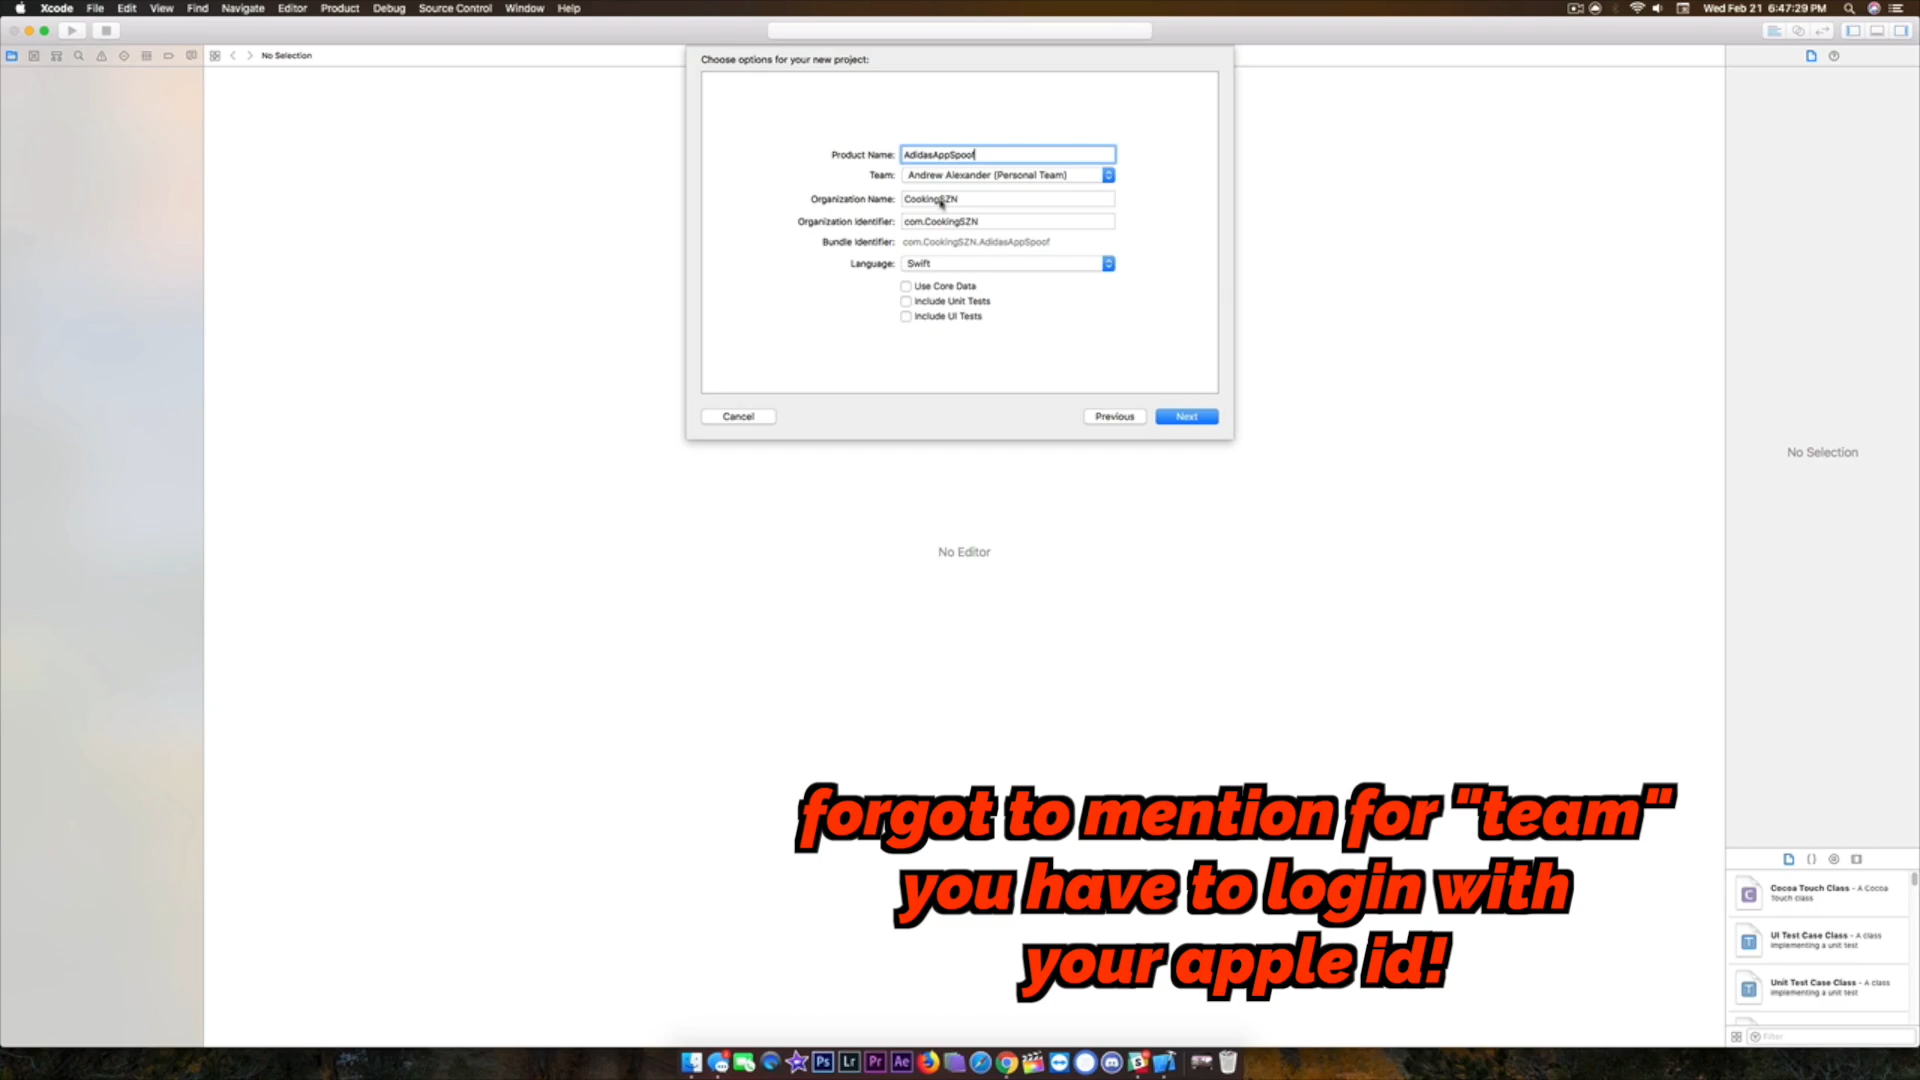 Xcode File Edit View Find Navigate Editor Product Debug Source Control Window Help
Wed Feb 21 6:47:29 PM
No Selection
Choose options for your new project:
Product Name: AdidasAppSpoof
Team: Andrew Alexander (Personal Team)
Organization Name: CookingSZN
Organization Identifier: com.CookingSZN
Bundle Identifier: com.CookingSZN.AdidasAppSpoof
Language: Swift
Use Core Data
Include Unit Tests
Include UI Tests
Cancel Previous Next
No Selection
No Editor
forgot to mention for "team"
you have to login with
your apple id!
{}
C
Cocoa Touch Class - A Cocoa
Touch class
T
UI Test Case Class - A class
implementing a unit test
T
Unit Test Case Class - A class
implementing a unit test
Filter
Ps Lr Pr Ae